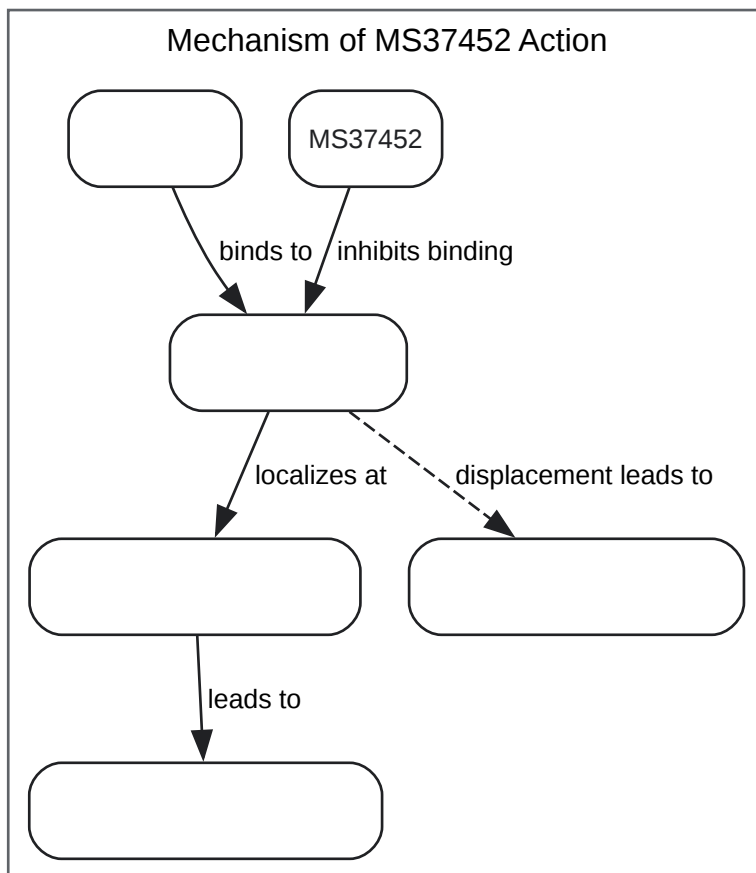 Mechanism of MS37452 Action
MS37452
binds to
inhibits binding
localizes at
displacement leads to
leads to